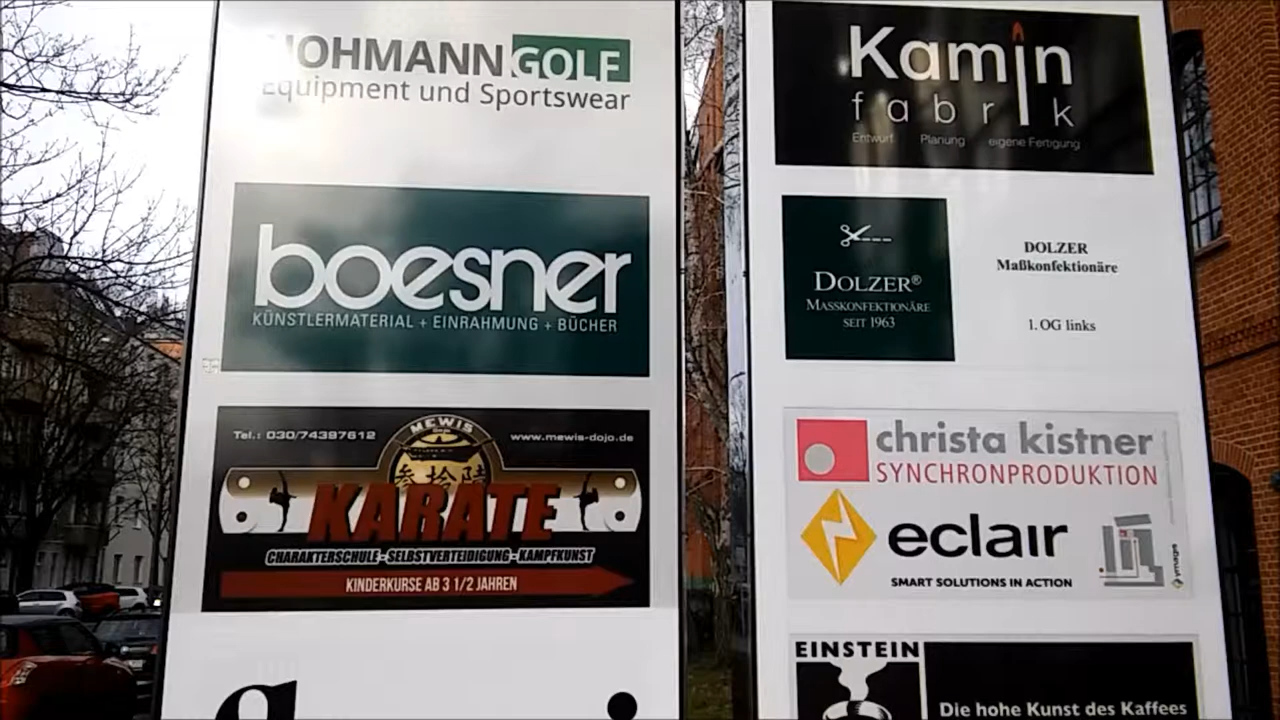 HOHMANN GOLF
Equipment und Sportswear
boesner
KÜNSTLERMATERIAL + EINRAHMUNG + BÜCHER
Tel.: 030/74397612
MEWIS
www.mewis-dojo.de
KARATE
CHARAKTERSCHULE - SELBSTVERTEIDIGUNG - KAMPFKUNST
KINDERKURSE AB 3 1/2 JAHREN
Kamin
fabrik
Entwurf Planung eigene Fertigung
DOLZER®
MASSKONFEKTIONÄRE
SEIT 1963
DOLZER
Maßkonfektionäre
1. OG links
christa kistner
SYNCHRONPRODUKTION
eclair
SMART SOLUTIONS IN ACTION
EINSTEIN
Die hohe Kunst des Kaffees